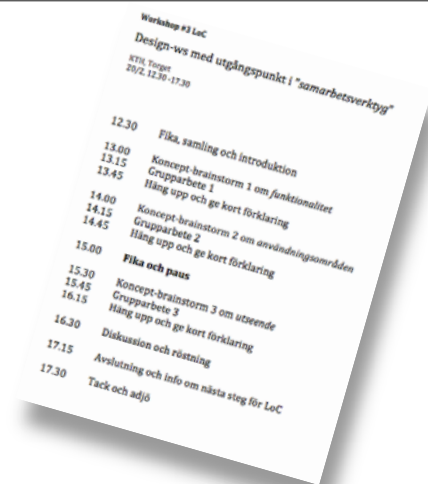 Workshop #3 LoC
Design-ws med utgångspunkt i "samarbetsverktyg"
KTH, Torget
20/2, 12.30-17.30
12.30 Fika, samling och introduktion
13.00 Koncept-brainstorm 1 om funktionalitet
13.15 Grupparbete 1
13.45 Häng upp och ge kort förklaring
14.00 Koncept-brainstorm 2 om användningsområden
14.15 Grupparbete 2
14.45 Häng upp och ge kort förklaring
15.00 Fika och paus
15.30 Koncept-brainstorm 3 om utseende
15.45 Grupparbete 3
16.15 Häng upp och ge kort förklaring
16.30 Diskussion och röstning
17.15 Avslutning och info om nästa steg för LoC
17.30 Tack och adjö